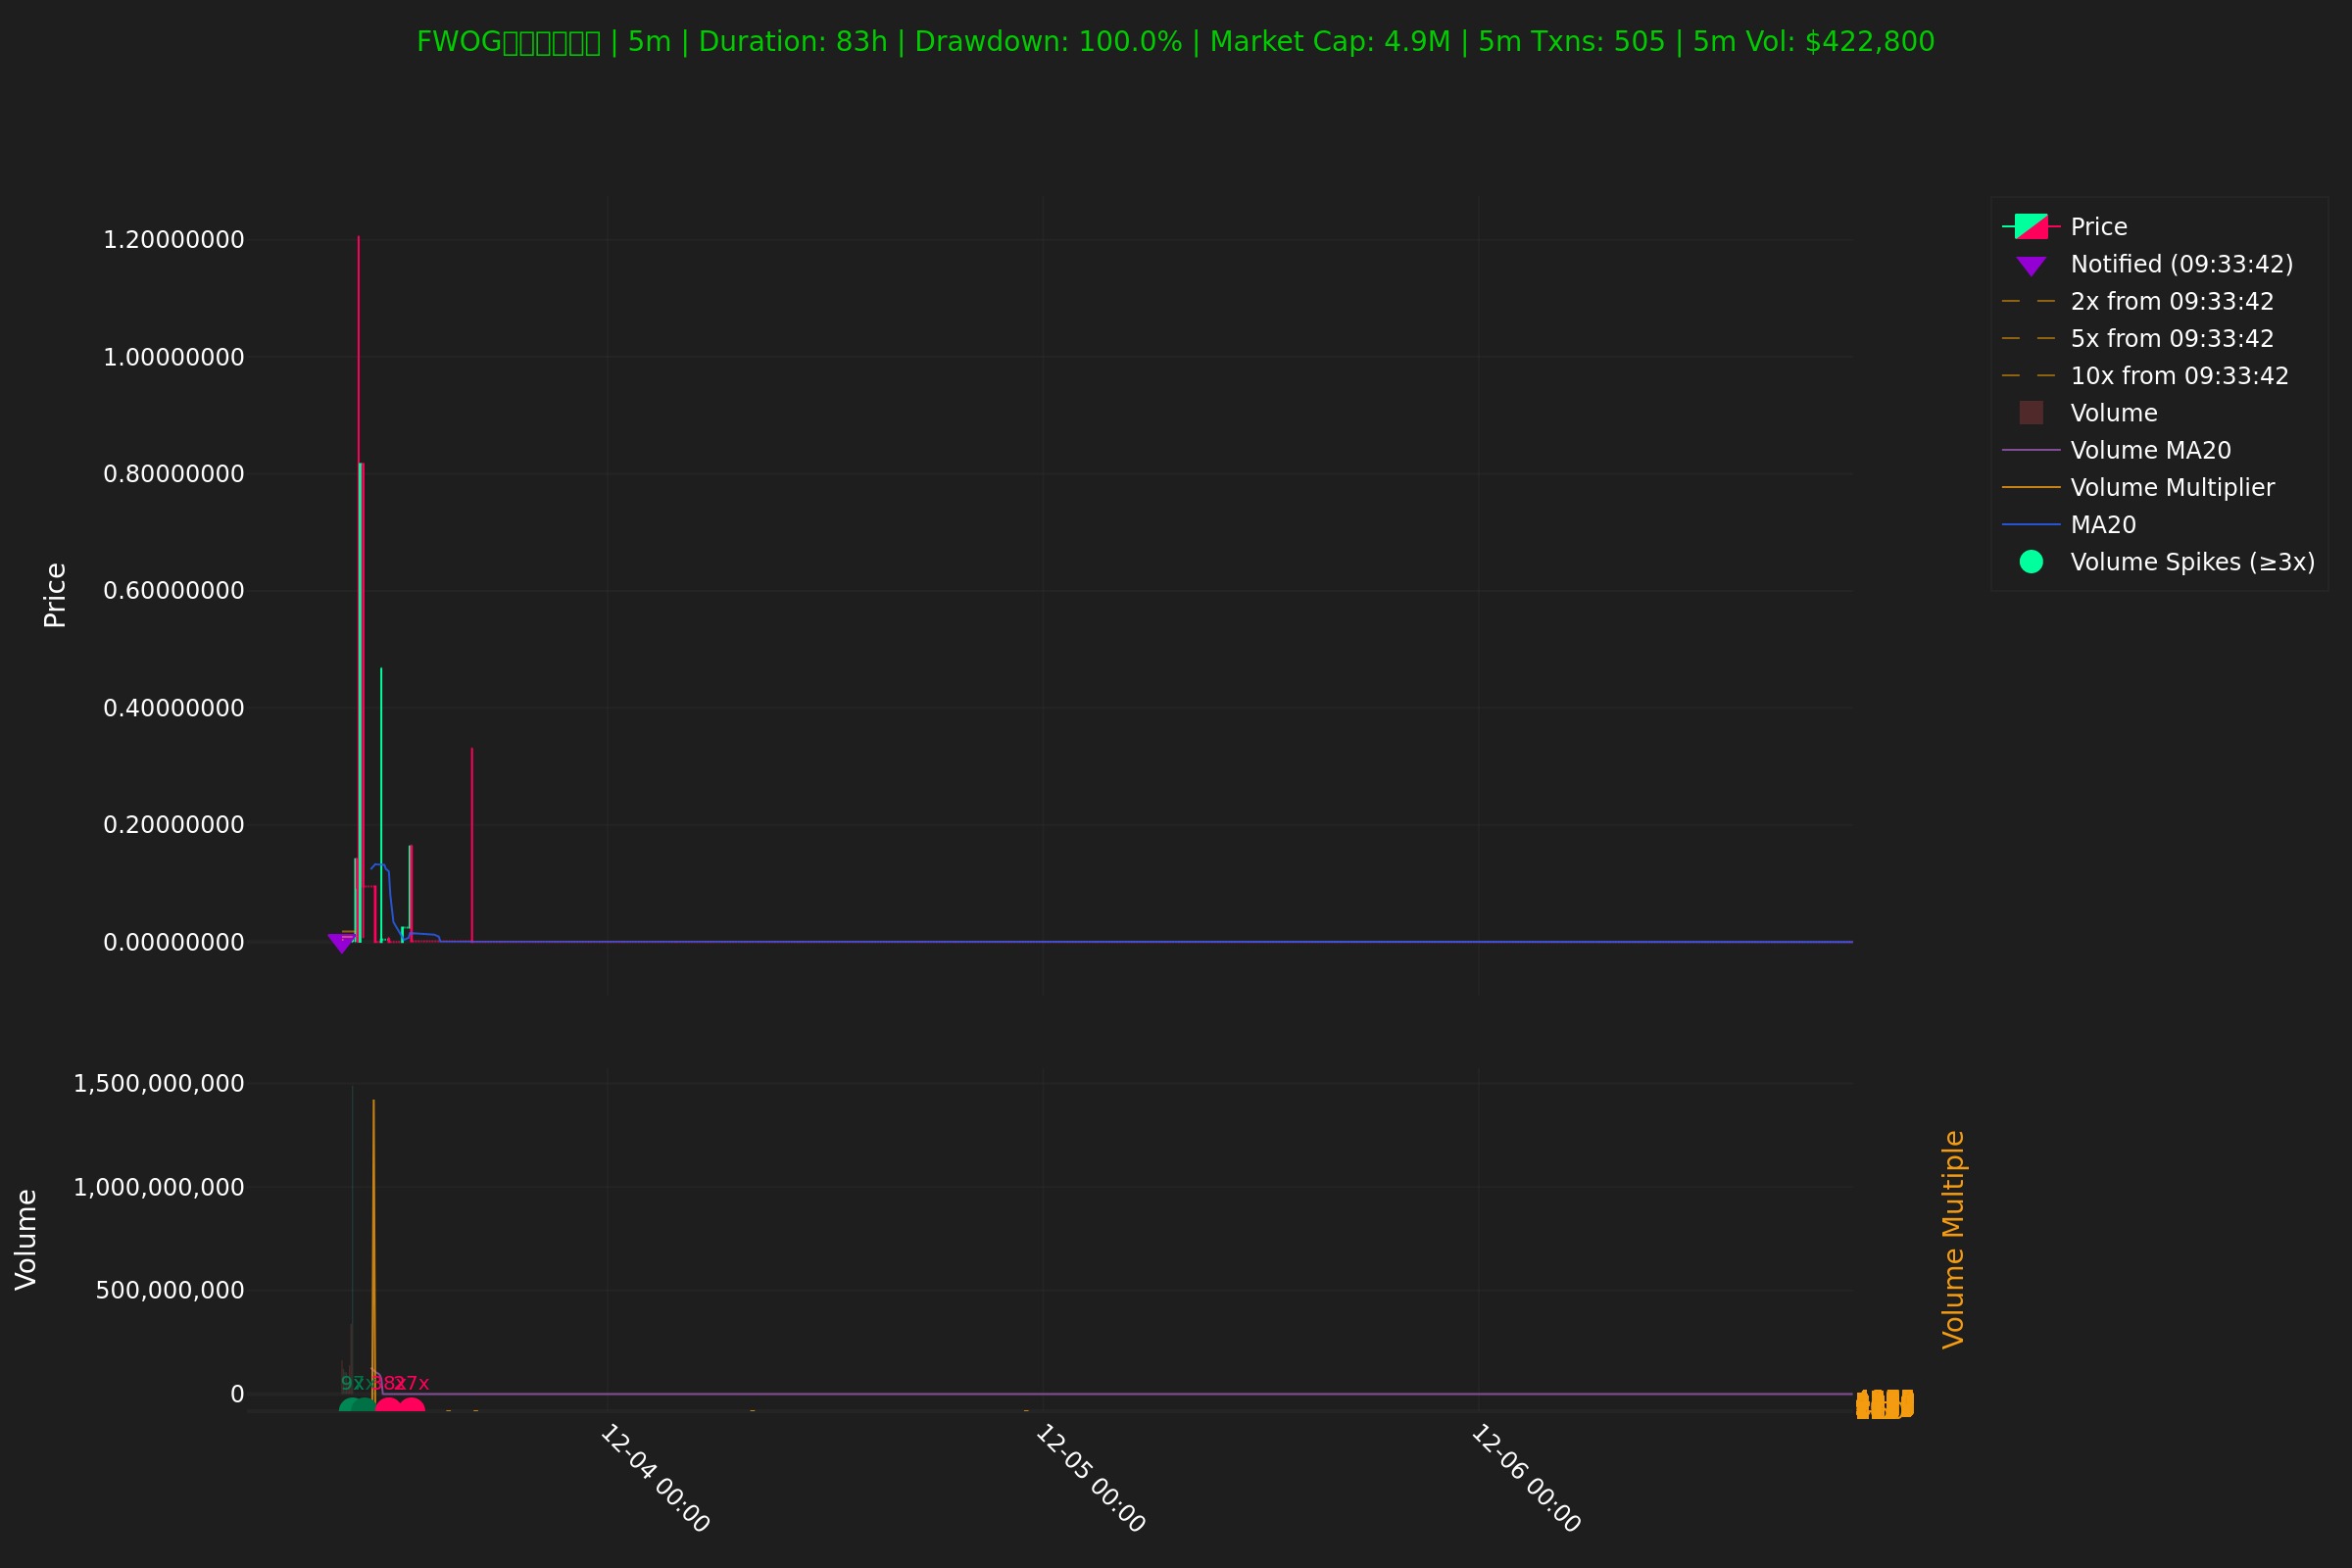 FWOG□□□□□□ | 5m | Duration: 83h | Drawdown: 100.0% | Market Cap: 4.9M | 5m Txns: 505 | 5m Vol: $422,800
Price
1.20000000
1.00000000
0.80000000
0.60000000
0.40000000
0.20000000
0.00000000
Price
Notified (09:33:42)
2x from 09:33:42
5x from 09:33:42
10x from 09:33:42
Volume
Volume MA20
Volume Multiplier
MA20
Volume Spikes (≥3x)
Volume
1,500,000,000
1,000,000,000
500,000,000
0
Volume Multiple
12-04 00:00
12-05 00:00
12-06 00:00